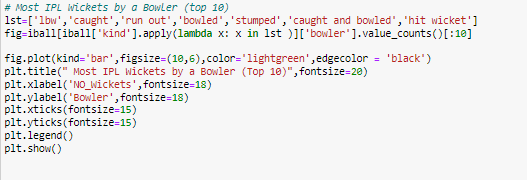 # Most IPL Wickets by a Bowler (top 10)
lst=['lbw','caught','run out','bowled','stumped','caught and bowled','hit wicket']
fig=iball[iball['kind'].apply(lambda x: x in lst )]['bowler'].value_counts()[:10]
fig.plot(kind='bar',figsize=(10,6),color='lightgreen',edgecolor = 'black')
plt.title(" Most IPL Wickets by a Bowler (Top 10)",fontsize=20)
plt.xlabel('NO_Wickets',fontsize=18)
plt.ylabel('Bowler',fontsize=18)
plt.xticks(fontsize=15)
plt.yticks(fontsize=15)
plt.legend()
plt.show()